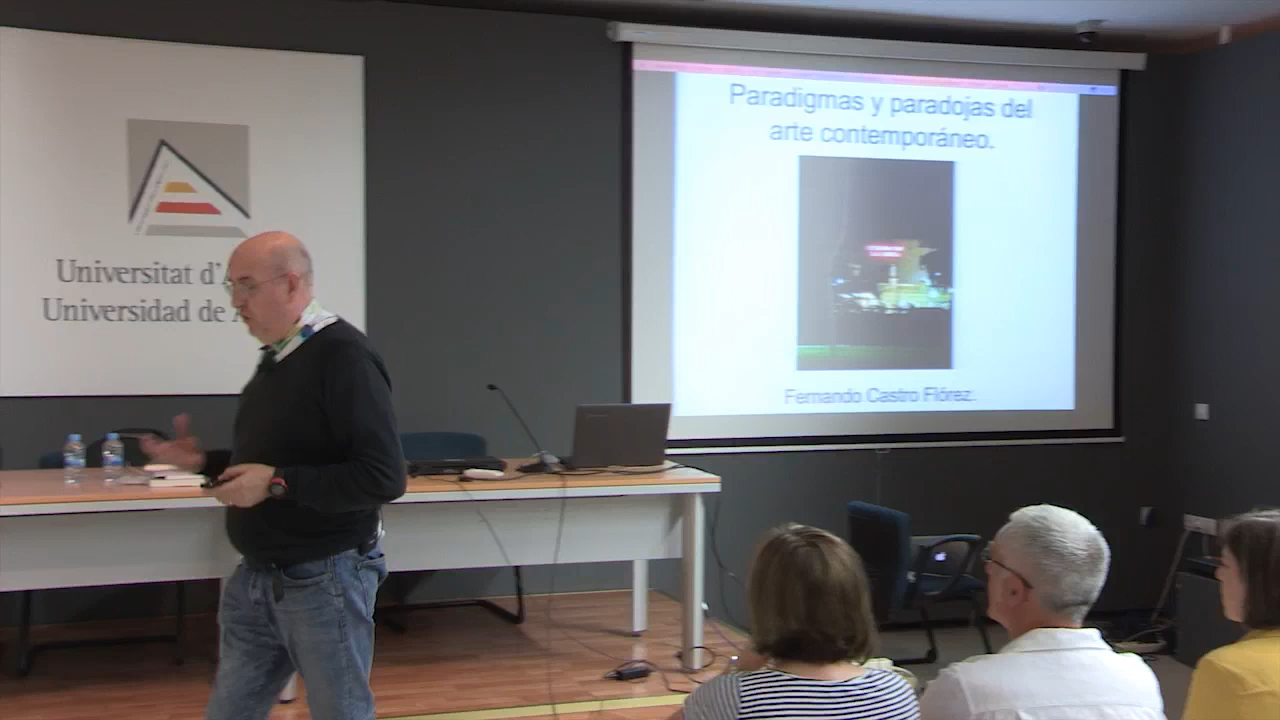 Universitat d'A
Universidad de A
Paradigmas y paradojas del
arte contemporáneo.
Fernando Castro Flórez.